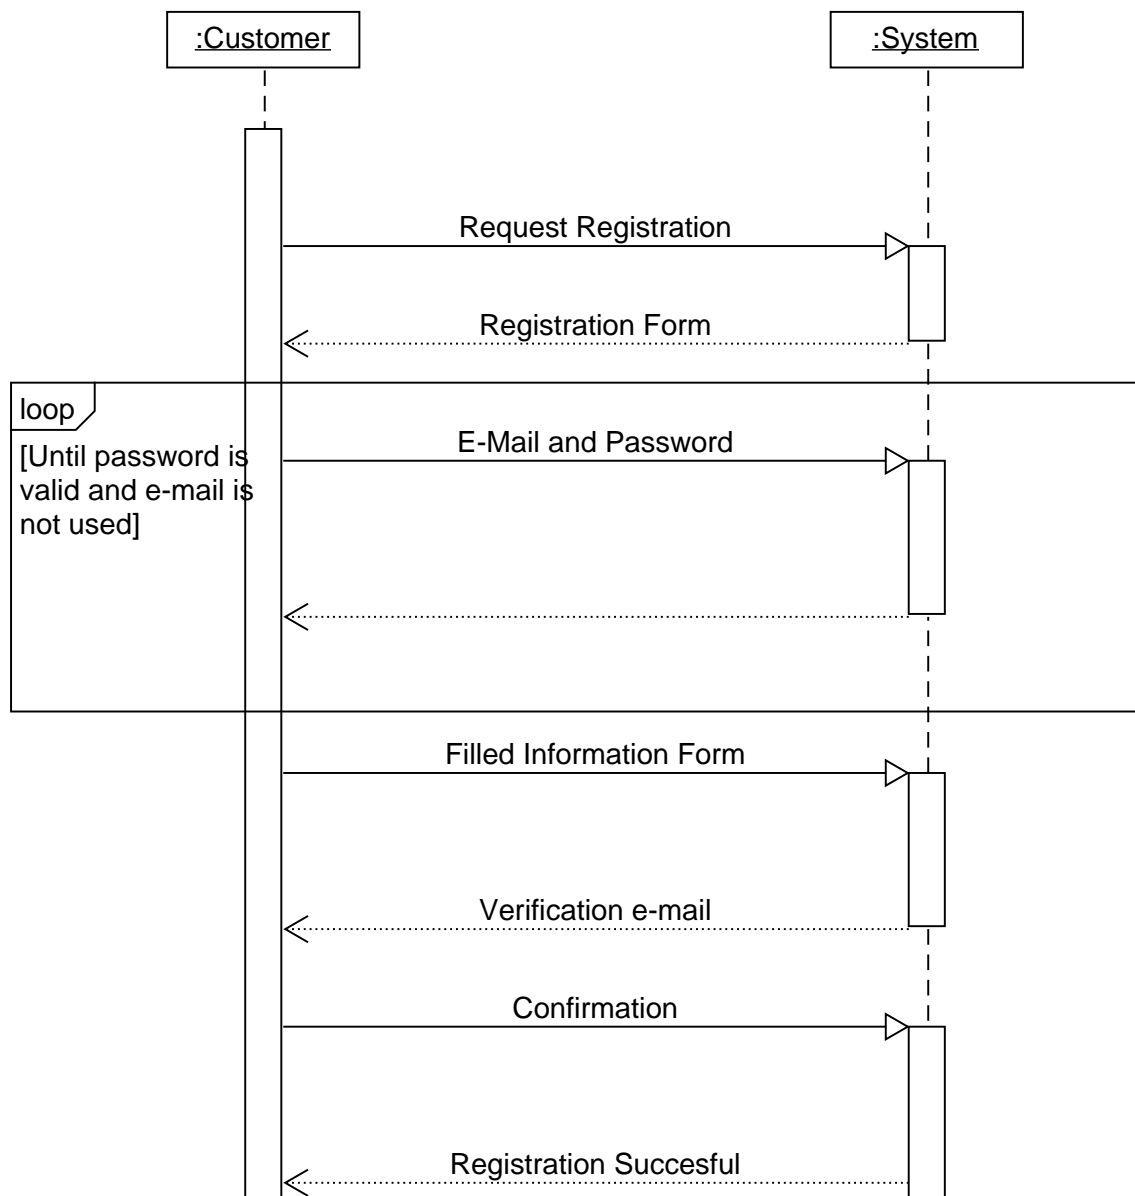 :Customer
:System
Request Registration
Registration Form
loop
[Until password is
valid and e-mail is
not used]
E-Mail and Password
Filled Information Form
Verification e-mail
Confirmation
Registration Succesful